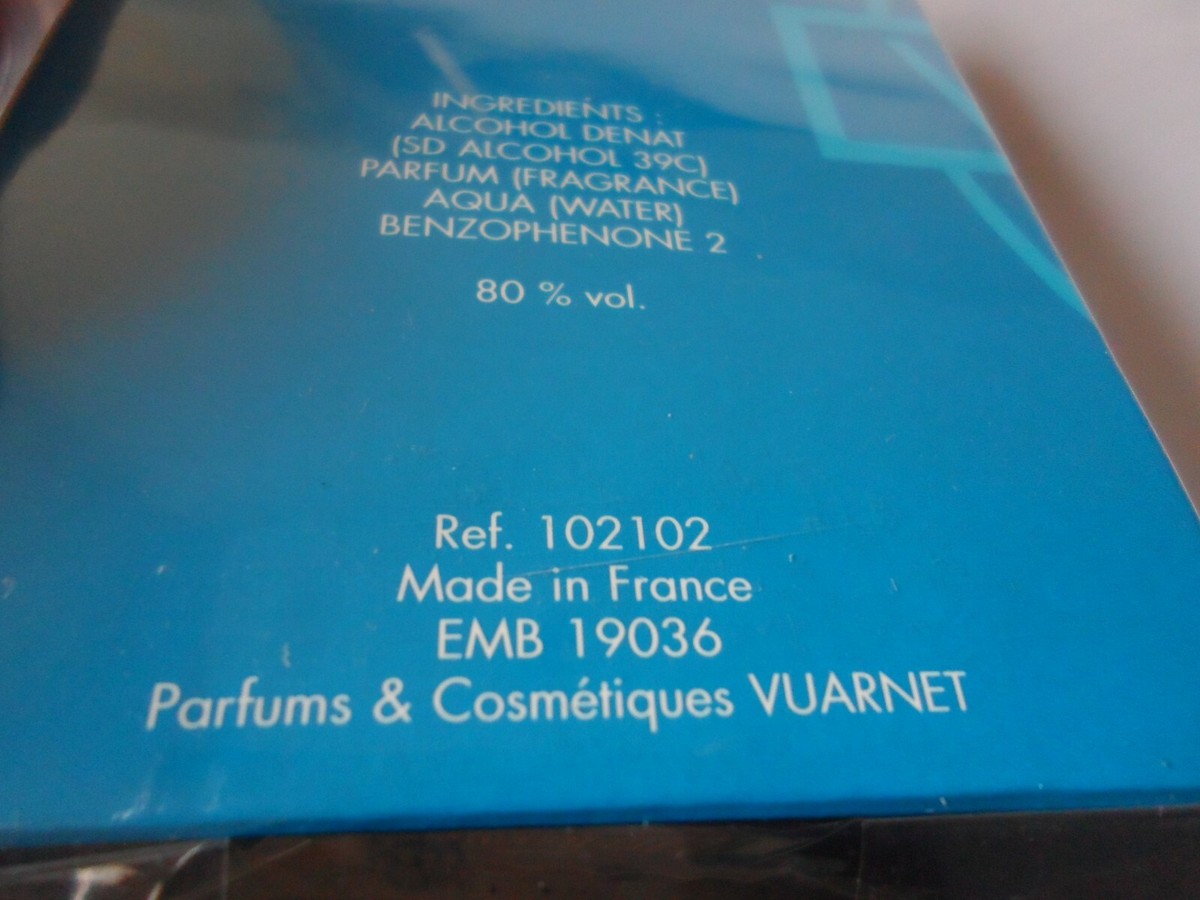 INGREDIENTS :
ALCOHOL DENAT
(SD ALCOHOL 39C)
PARFUM (FRAGRANCE)
AQUA (WATER)
BENZOPHENONE 2
80 % vol.
Ref. 102102
Made in France
EMB 19036
Parfums & Cosmétiques VUARNET